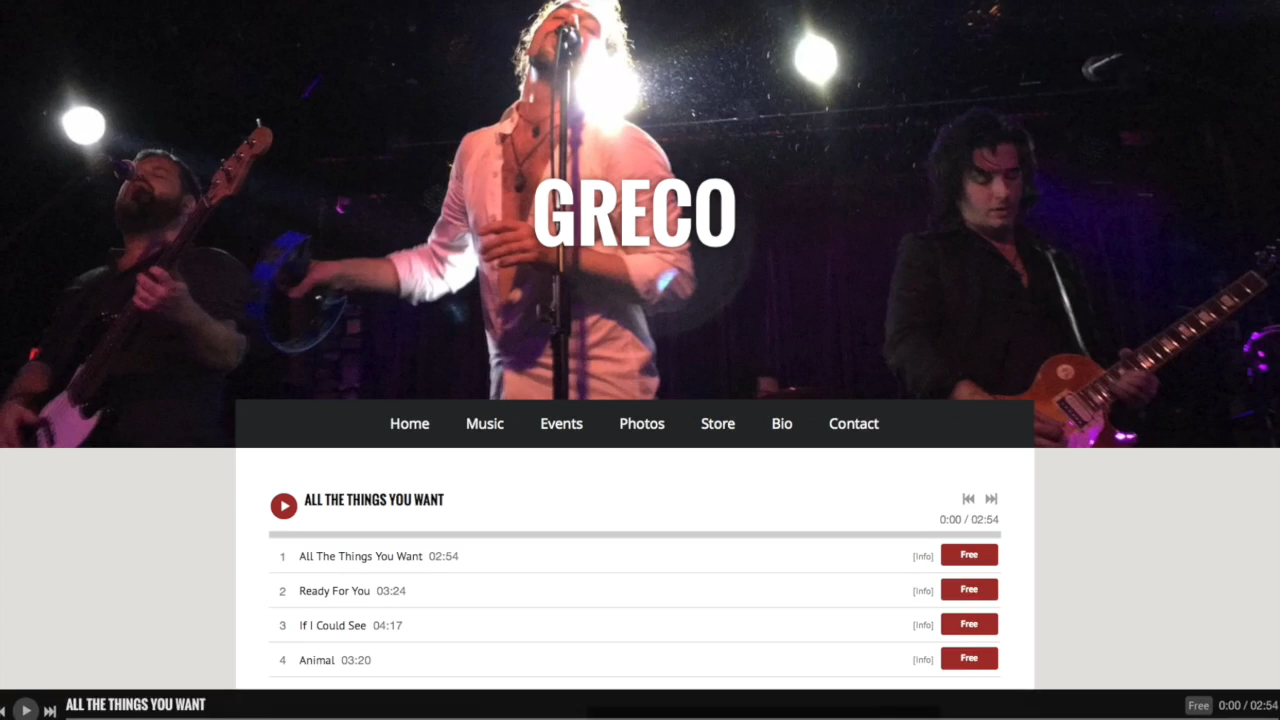 GRECO
Home Music Events Photos Store Bio Contact
ALL THE THINGS YOU WANT
0:00 / 02:54
1 All The Things You Want 02:54 [Info] Free
2 Ready For You 03:24 [Info] Free
3 If I Could See 04:17 [Info] Free
4 Animal 03:20 [Info] Free
ALL THE THINGS YOU WANT Free 0:00 / 02:54